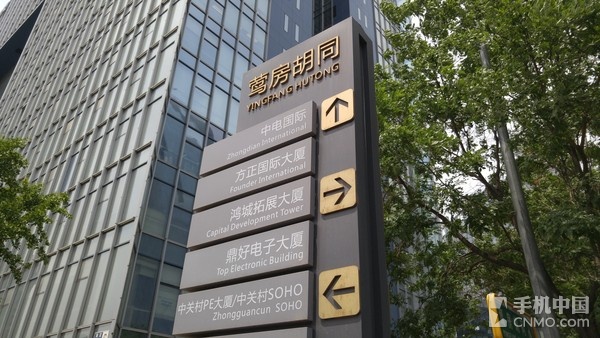 莺房胡同
YINGFANG HUTONG
中电国际
Zhongdian International
方正国际大厦
Founder International
鸿城拓展大厦
Capital Development Tower
鼎好电子大厦
Top Electronic Building
中关村PE大厦/中关村SOHO
Zhongguancun SOHO
手机中国
CNMO.com